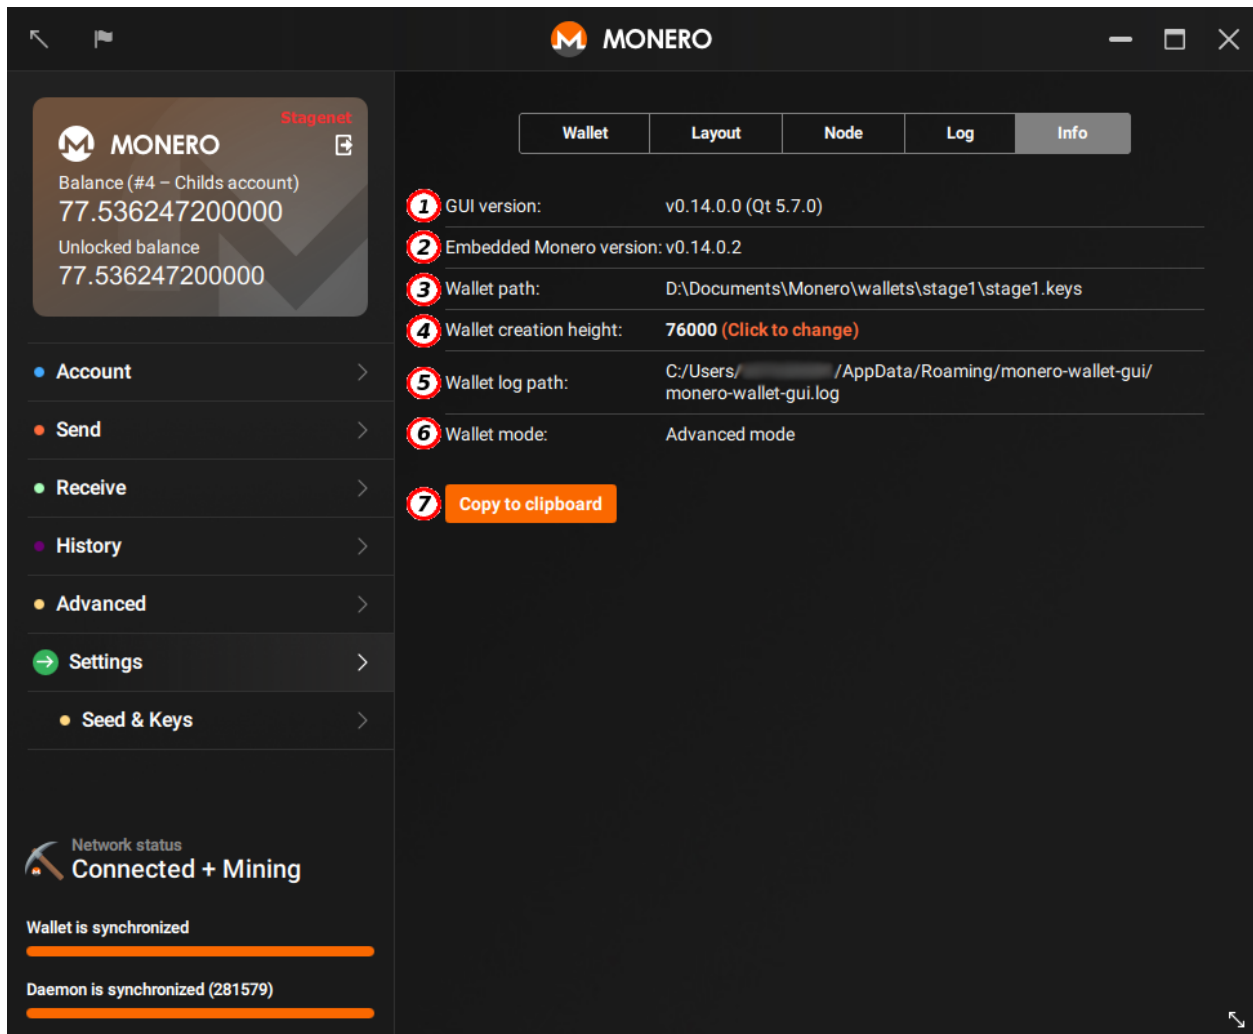 MONERO
Stagenet
MONERO
Balance (#4 – Childs account)
77.536247200000
Unlocked balance
77.536247200000
Account
Send
Receive
History
Advanced
Settings
Seed & Keys
Network status
Connected + Mining
Wallet is synchronized
Daemon is synchronized (281579)
Wallet Layout Node Log Info
1 GUI version: v0.14.0.0 (Qt 5.7.0)
2 Embedded Monero version: v0.14.0.2
3 Wallet path: D:\Documents\Monero\wallets\stage1\stage1.keys
4 Wallet creation height: 76000 (Click to change)
5 Wallet log path: C:/Users/ /AppData/Roaming/monero-wallet-gui/
monero-wallet-gui.log
6 Wallet mode: Advanced mode
7 Copy to clipboard